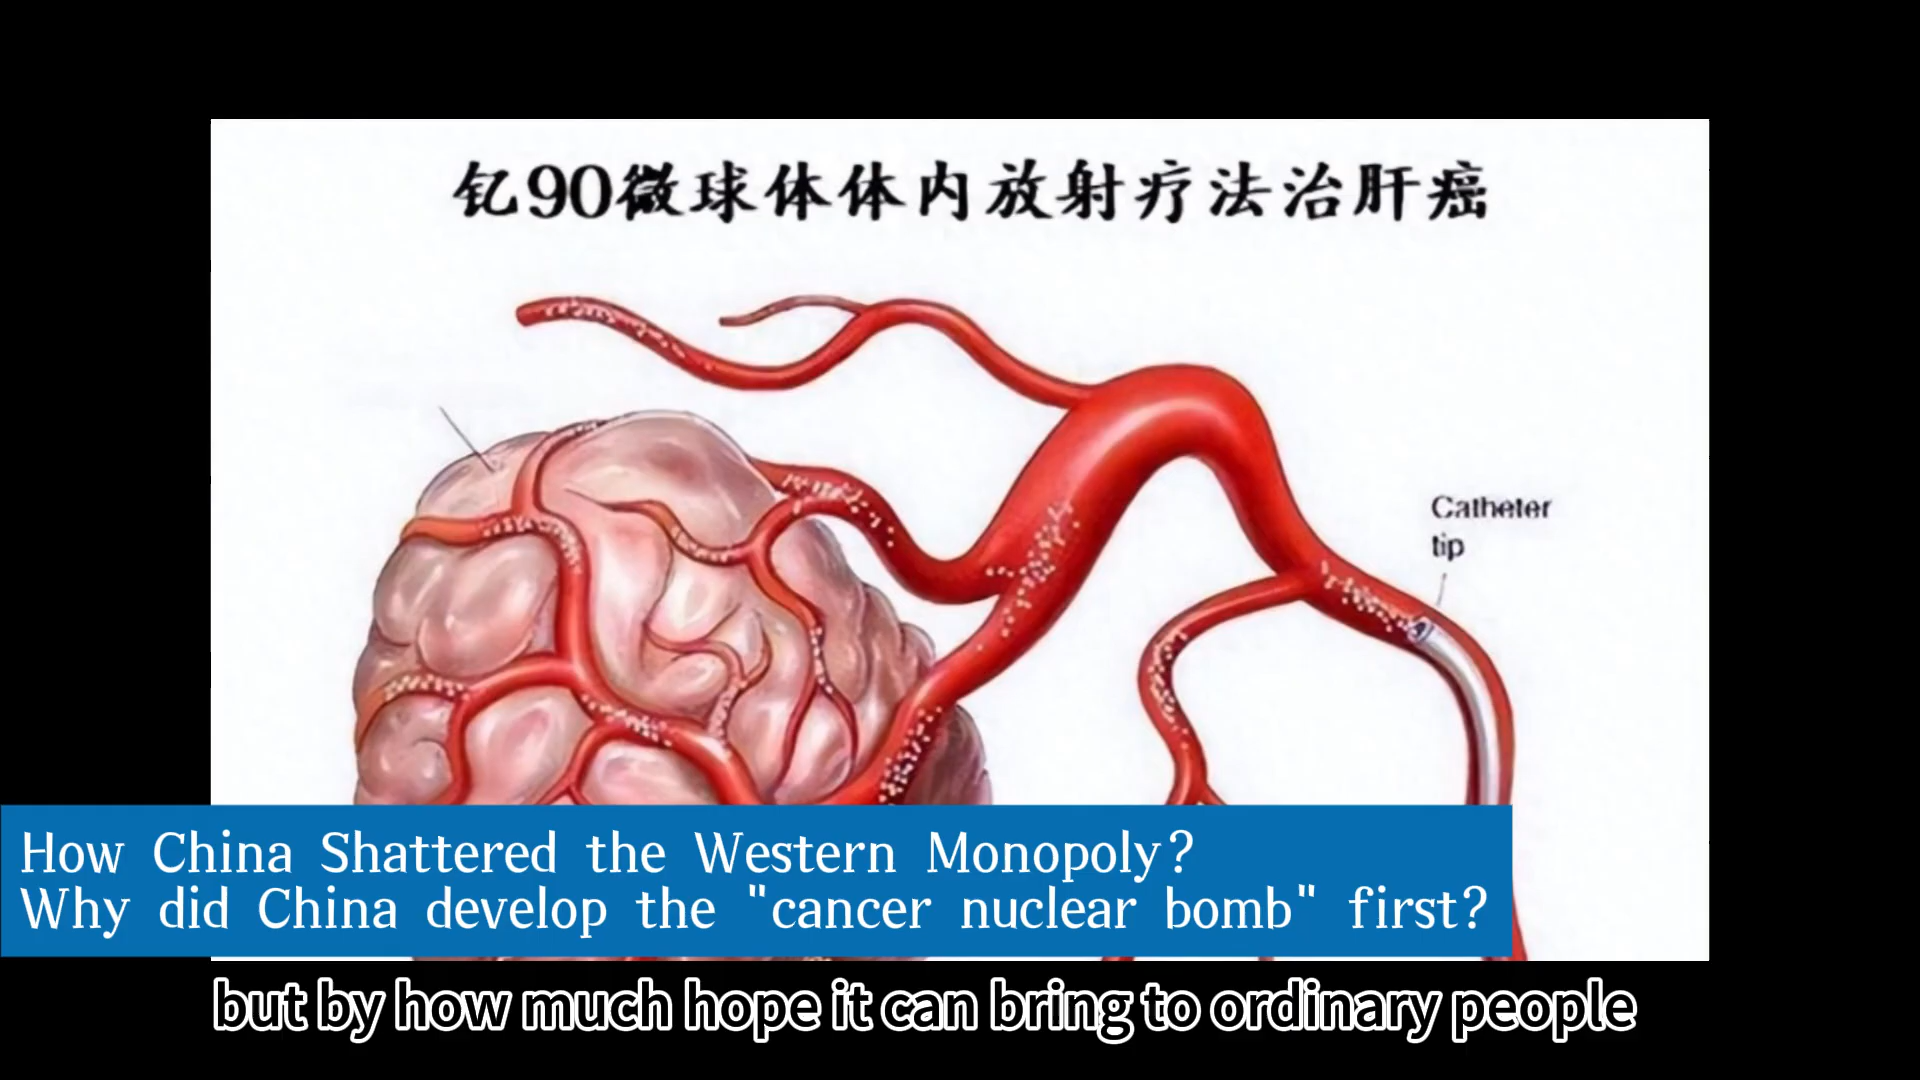 钇90微球体体内放射疗法治肝癌
Catheter
tip
How China Shattered the Western Monopoly?
Why did China develop the "cancer nuclear bomb" first?
but by how much hope it can bring to ordinary people